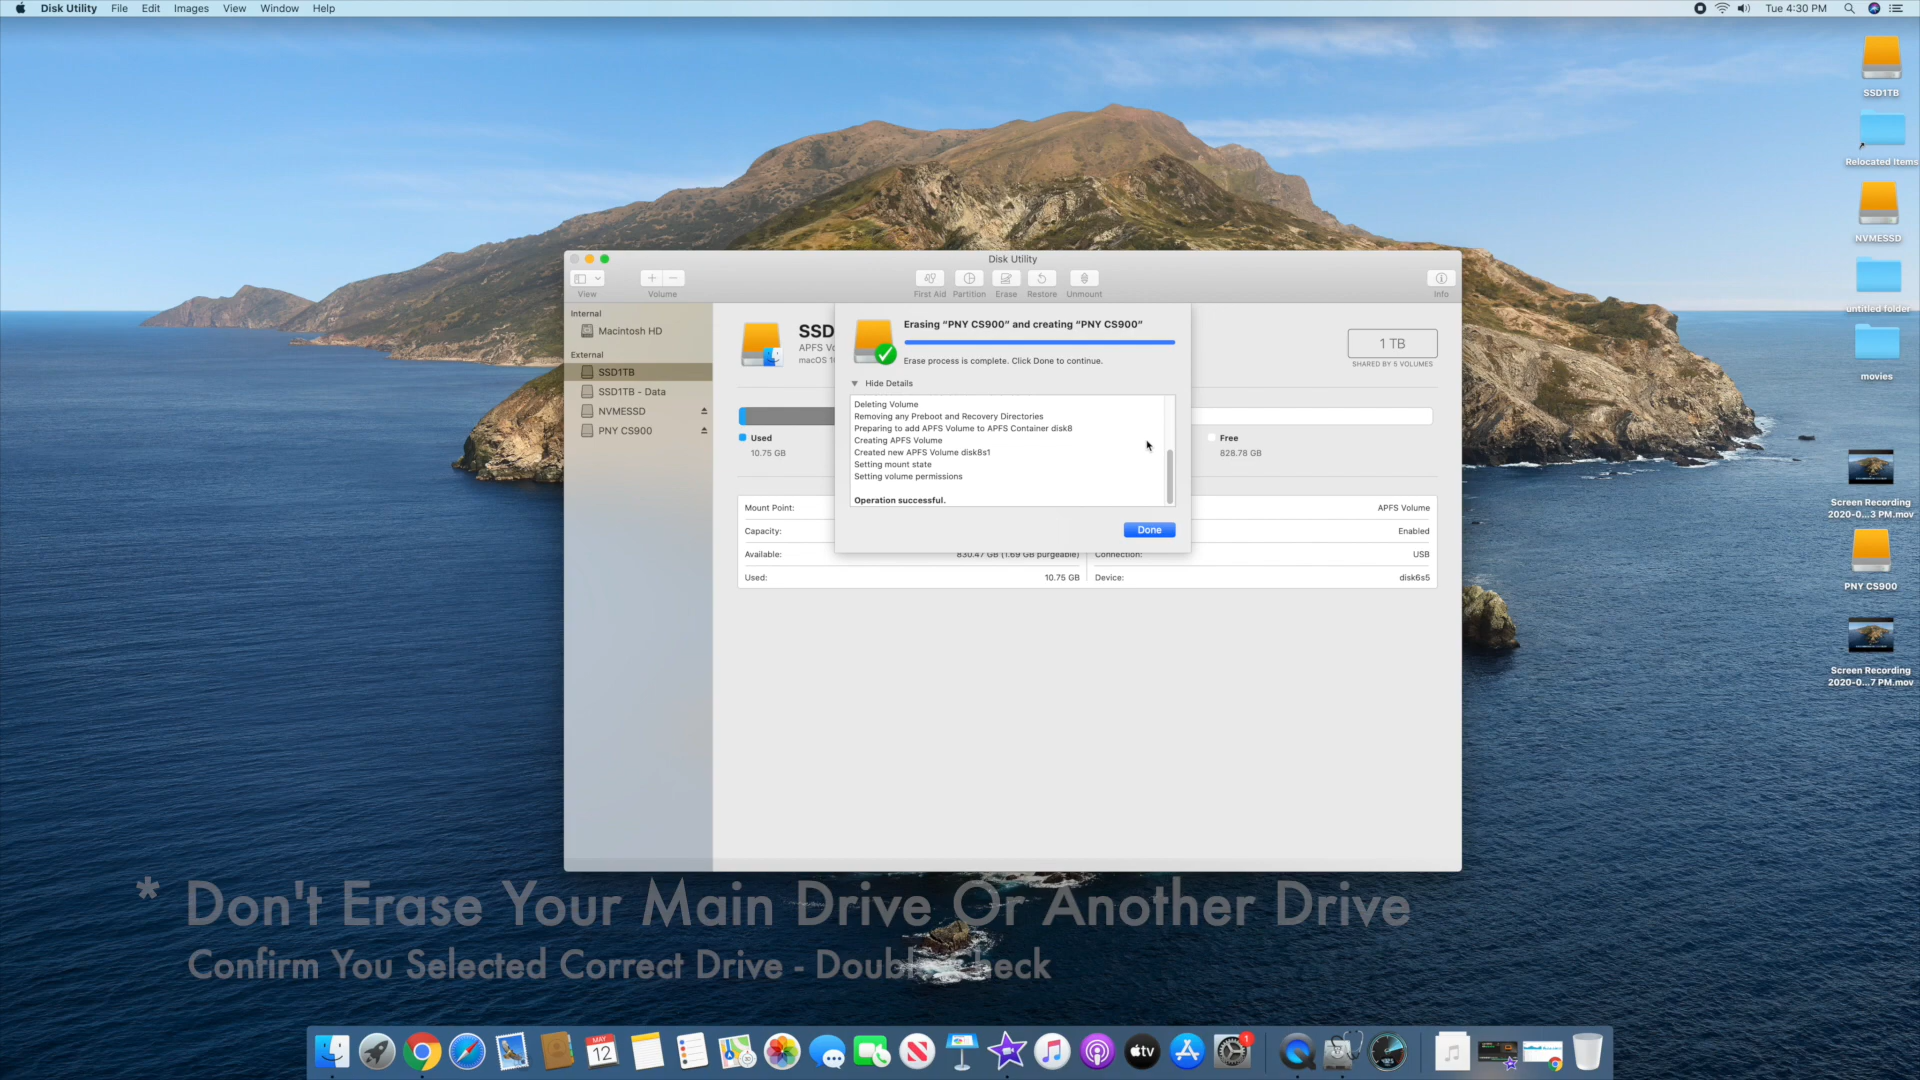 Disk Utility File Edit Images View Window Help
Tue 4:30 PM
SSD1TB
Relocated Items
NVMESSD
untitled folder
movies
Screen Recording
2020-0...3 PM.mov
PNY CS900
Screen Recording
2020-0...7 PM.mov
Disk Utility
View
Volume
First Aid Partition Erase Restore Unmount
Info
Internal
Macintosh HD
External
SSD1TB
SSD1TB - Data
NVMESSD
PNY CS900
SSD
APFS Vo
macOS 1
1 TB
SHARED BY 5 VOLUMES
Erasing “PNY CS900” and creating “PNY CS900”
Erase process is complete. Click Done to continue.
Hide Details
Deleting Volume
Removing any Preboot and Recovery Directories
Preparing to add APFS Volume to APFS Container disk8
Creating APFS Volume
Created new APFS Volume disk8s1
Setting mount state
Setting volume permissions
Operation successful.
Done
Used
10.75 GB
Free
828.78 GB
Mount Point:
APFS Volume
Capacity:
Enabled
Available: 830.47 GB (1.69 GB purgeable)
Connection: USB
Used: 10.75 GB
Device: disk6s5
* Don't Erase Your Main Drive Or Another Drive
Confirm You Selected Correct Drive - Double Check
MAY
12
tv
1